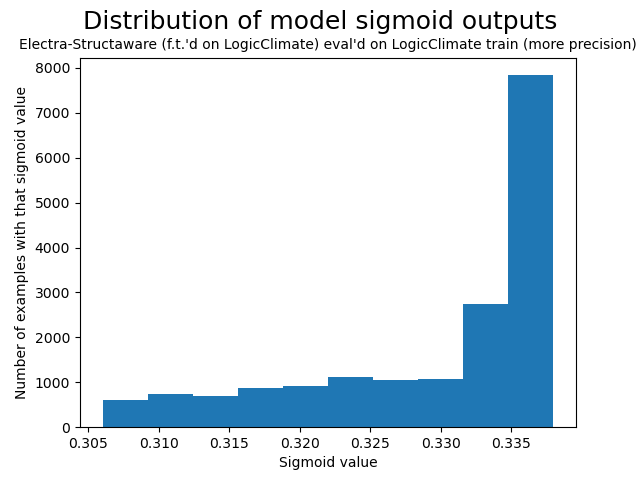 Distribution of model sigmoid outputs
Electra-Structaware (f.t.'d on LogicClimate) eval'd on LogicClimate train (more precision)
Number of examples with that sigmoid value
8000
7000
6000
5000
4000
3000
2000
1000
0
0.305 0.310 0.315 0.320 0.325 0.330 0.335
Sigmoid value